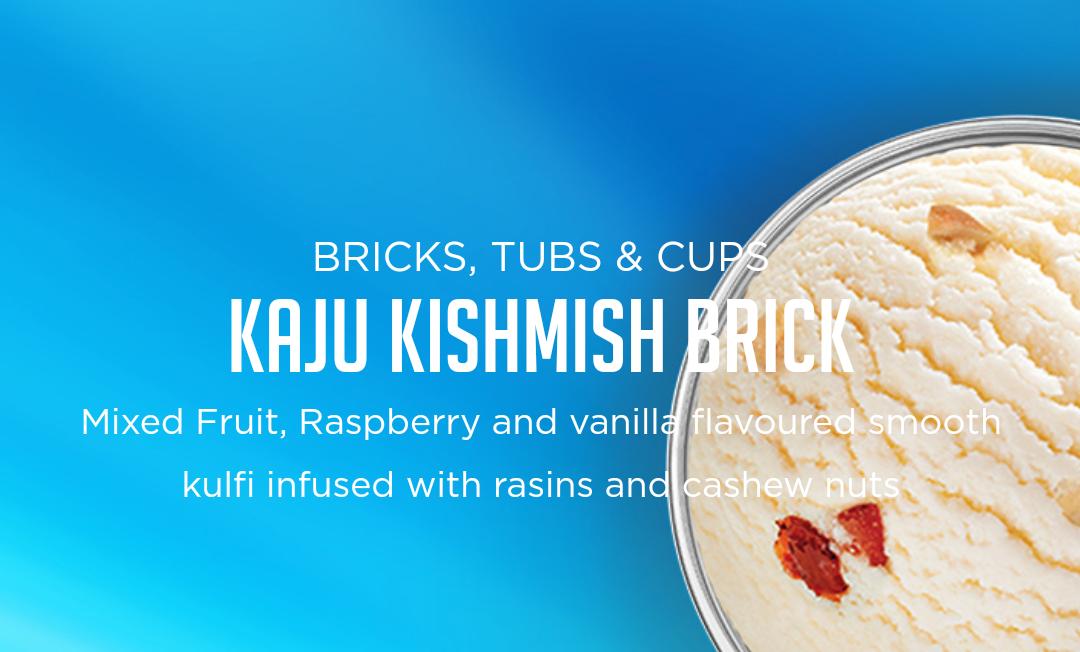 BRICKS, TUBS & CUPS
KAJU KISHMISH BRICK
Mixed Fruit, Raspberry and vanilla flavoured smooth
kulfi infused with rasins and cashew nuts